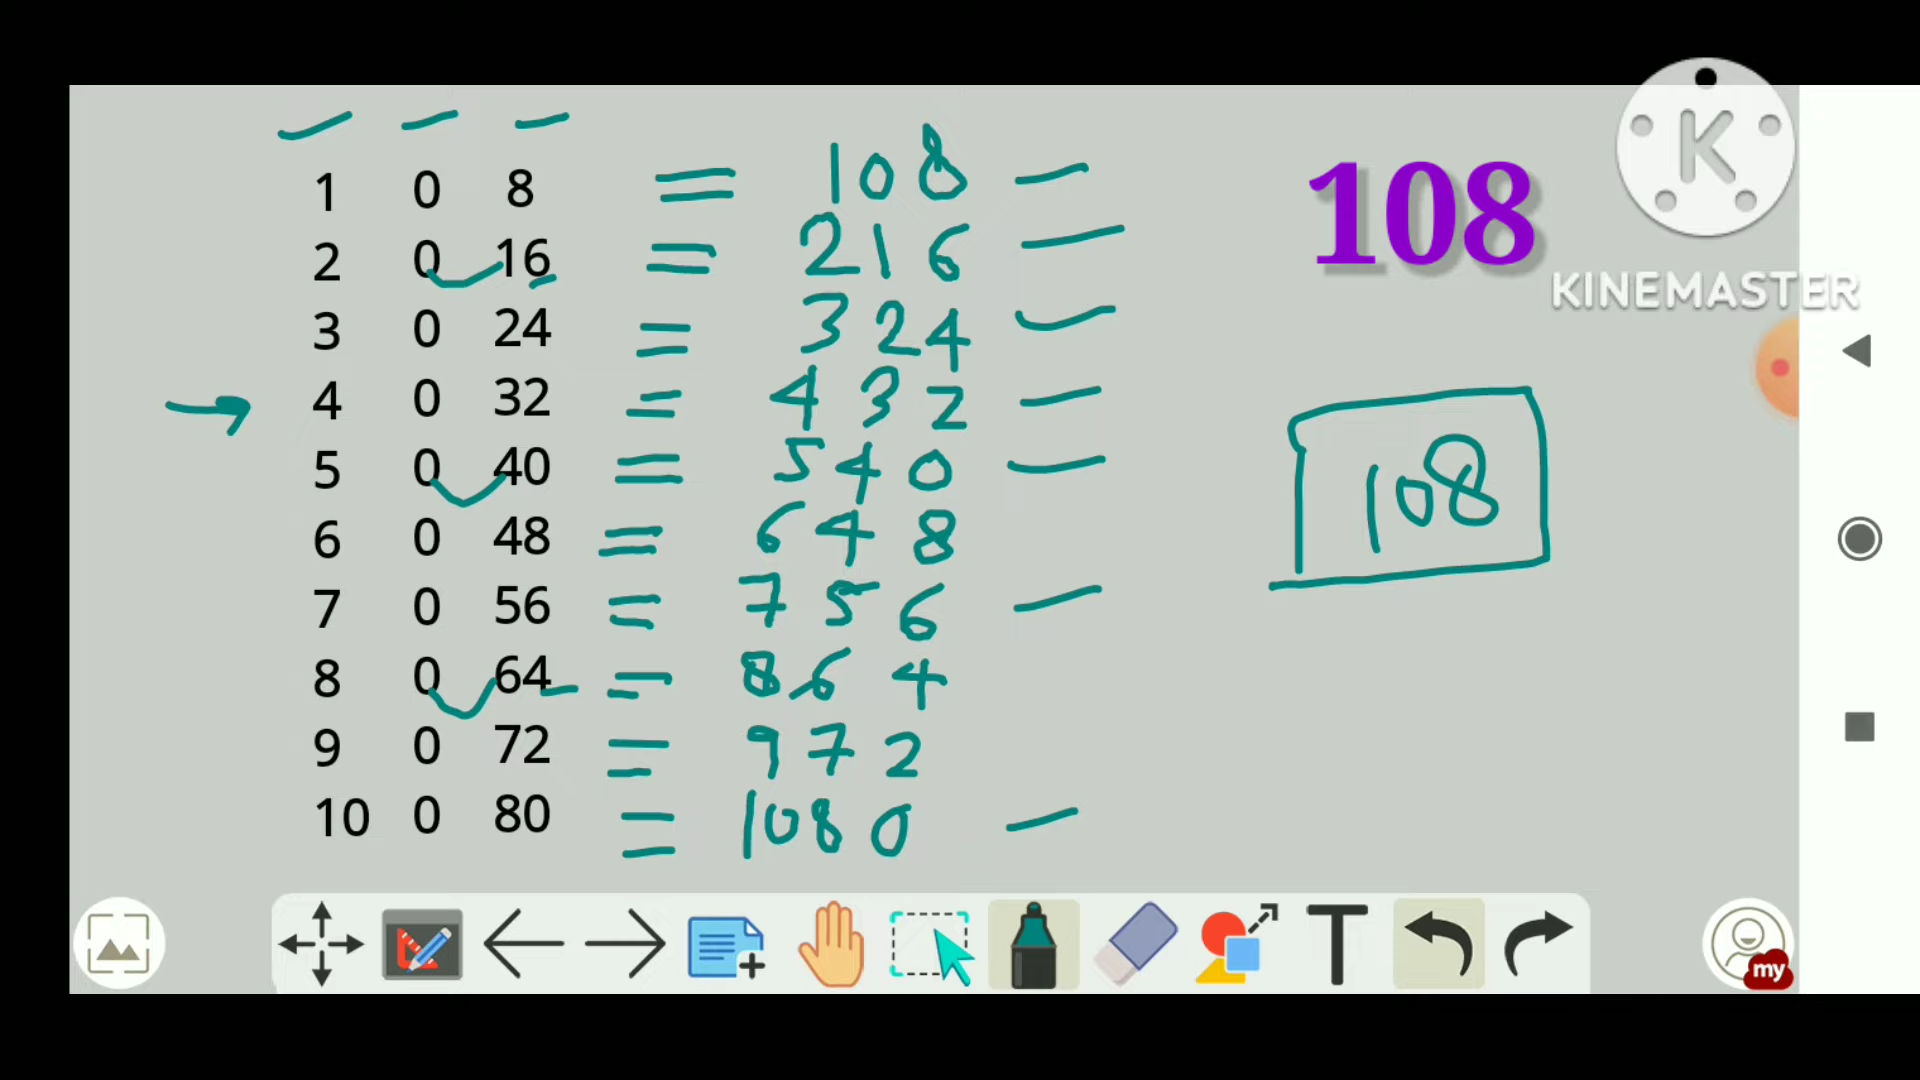 1 0 8 = 108
2 0 16 = 216
3 0 24 = 324
4 0 32 = 432
5 0 40 = 540
6 0 48 = 648
7 0 56 = 756
8 0 64 = 864
9 0 72 = 972
10 0 80 = 1080
108
K
KINEMASTER
108
T
my